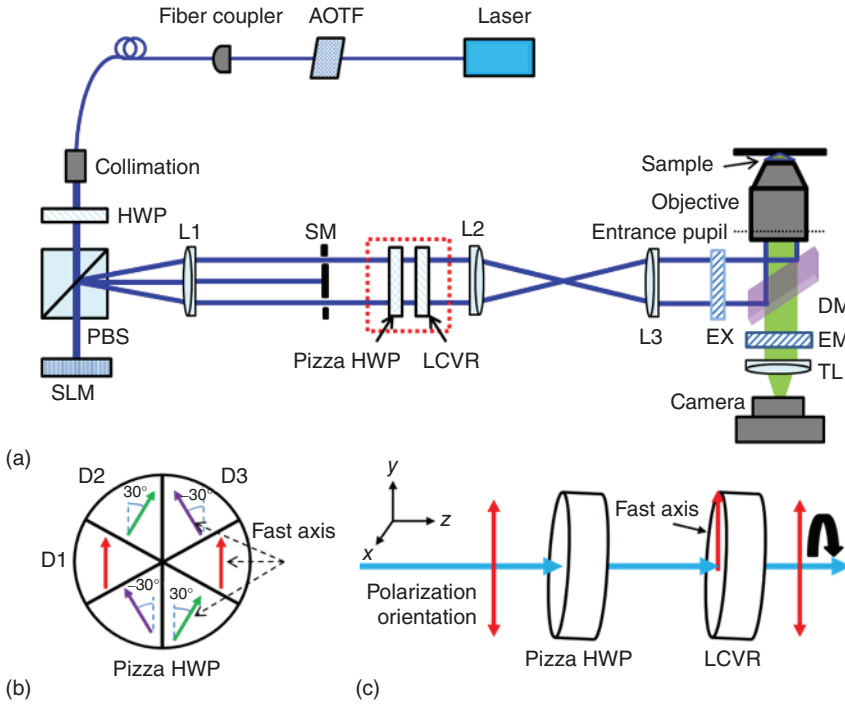 Fiber coupler
AOTF
Laser
Collimation
HWP
L1
SM
L2
PBS
SLM
Pizza HWP
LCVR
L3
EX
Sample
Objective
Entrance pupil
DM
EM
TL
Camera
(a)
D2
D3
30°
–30°
D1
Fast axis
–30°
30°
Pizza HWP
(b)
y
z
x
Fast axis
Polarization
orientation
Pizza HWP
LCVR
(c)